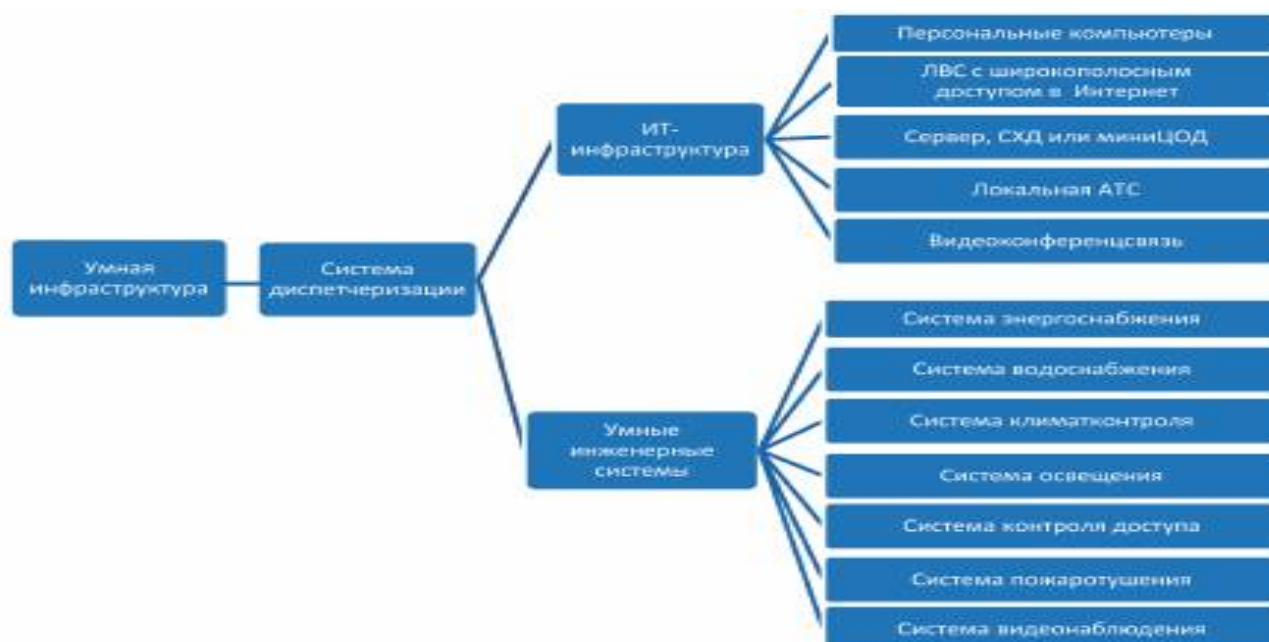 Умная
инфраструктура
Система
диспетчеризации
ИТ-
инфраструктура
Персональные компьютеры
ЛВС с широкополосным
доступом в Интернет
Сервер, СХД или миниЦОД
Локальная АТС
Видеоконференцсвязь
Умные
инженерные
системы
Система энергоснабжения
Система водоснабжения
Система климатконтроля
Система освещения
Система контроля доступа
Система пожаротушения
Система видеонаблюдения